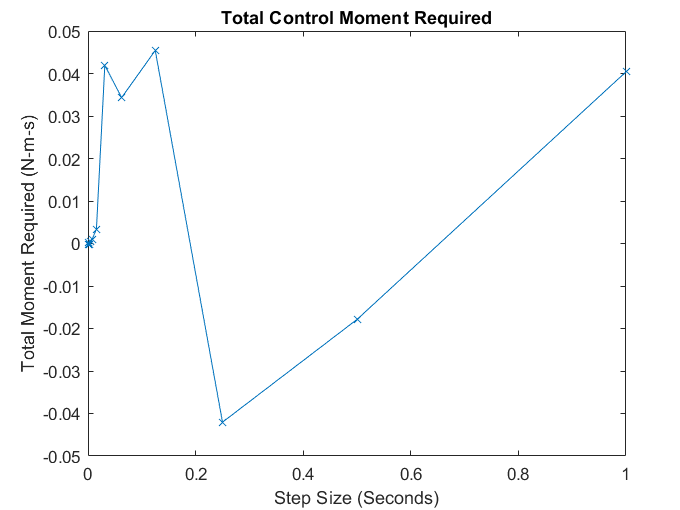 Total Control Moment Required
Total Moment Required (N-m-s)
0.05
0.04
0.03
0.02
0.01
0
-0.01
-0.02
-0.03
-0.04
-0.05
0 0.2 0.4 0.6 0.8 1
Step Size (Seconds)